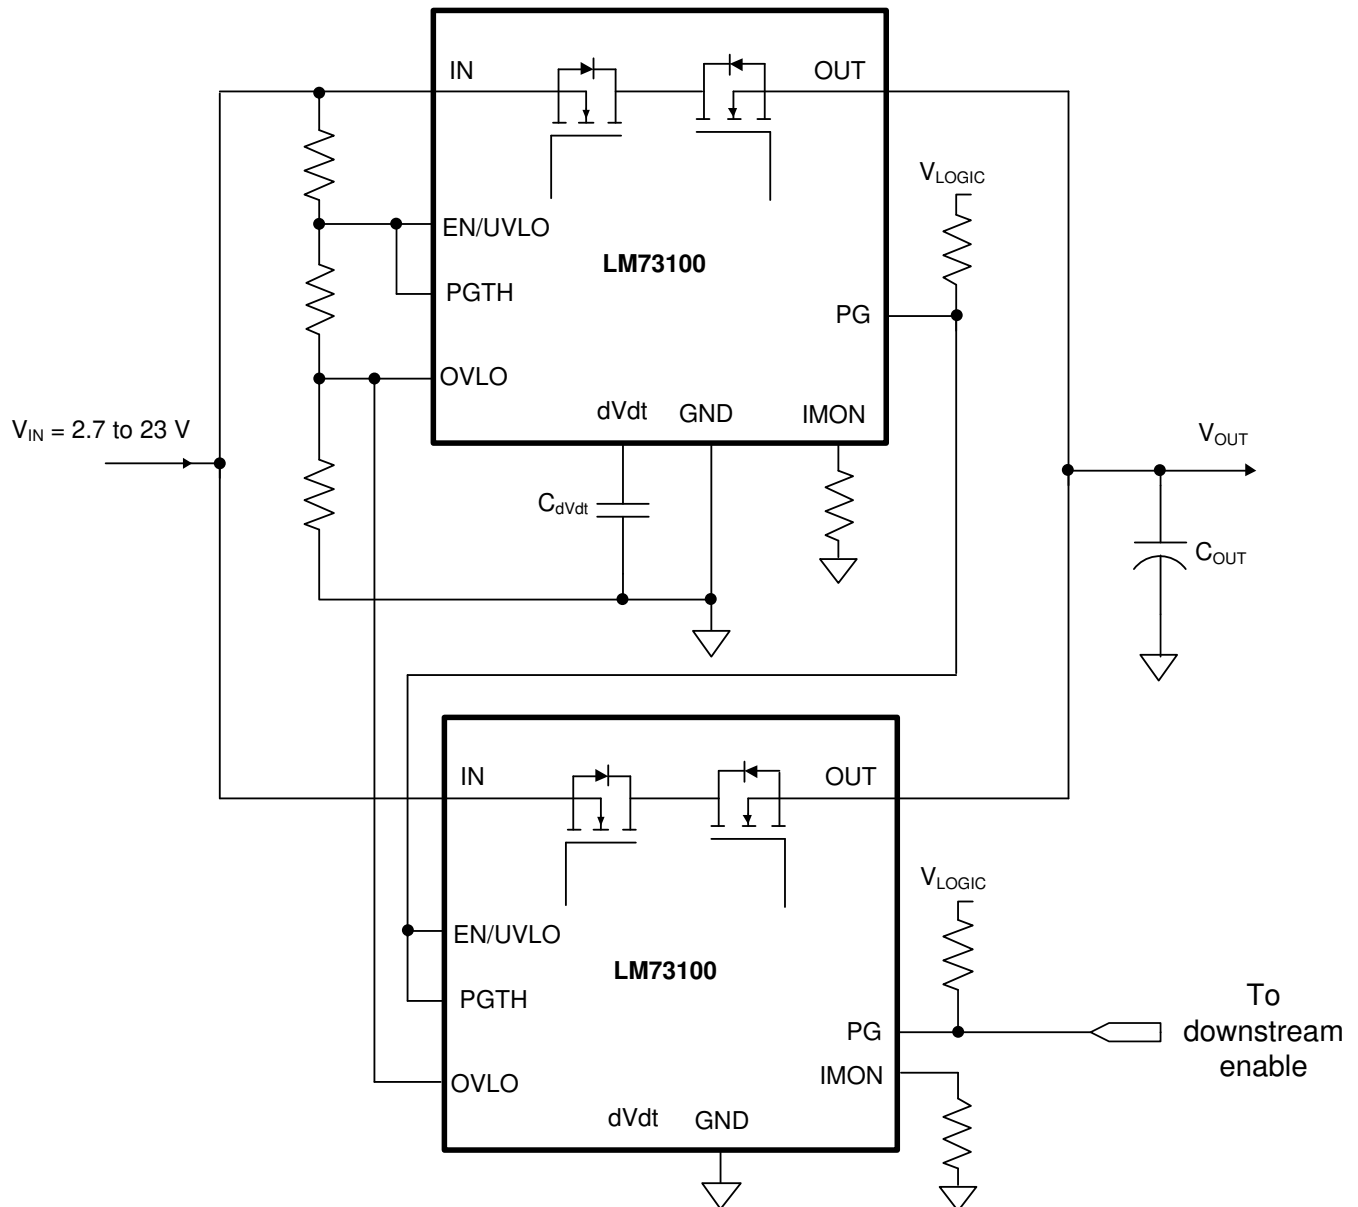 IN
OUT
V_LOGIC
EN/UVLO
LM73100
PGTH
PG
OVLO
dVdt
GND
IMON
V_IN = 2.7 to 23 V
V_OUT
C_dVdt
C_OUT
IN
OUT
V_LOGIC
EN/UVLO
LM73100
PGTH
PG
To
downstream
enable
IMON
OVLO
dVdt
GND